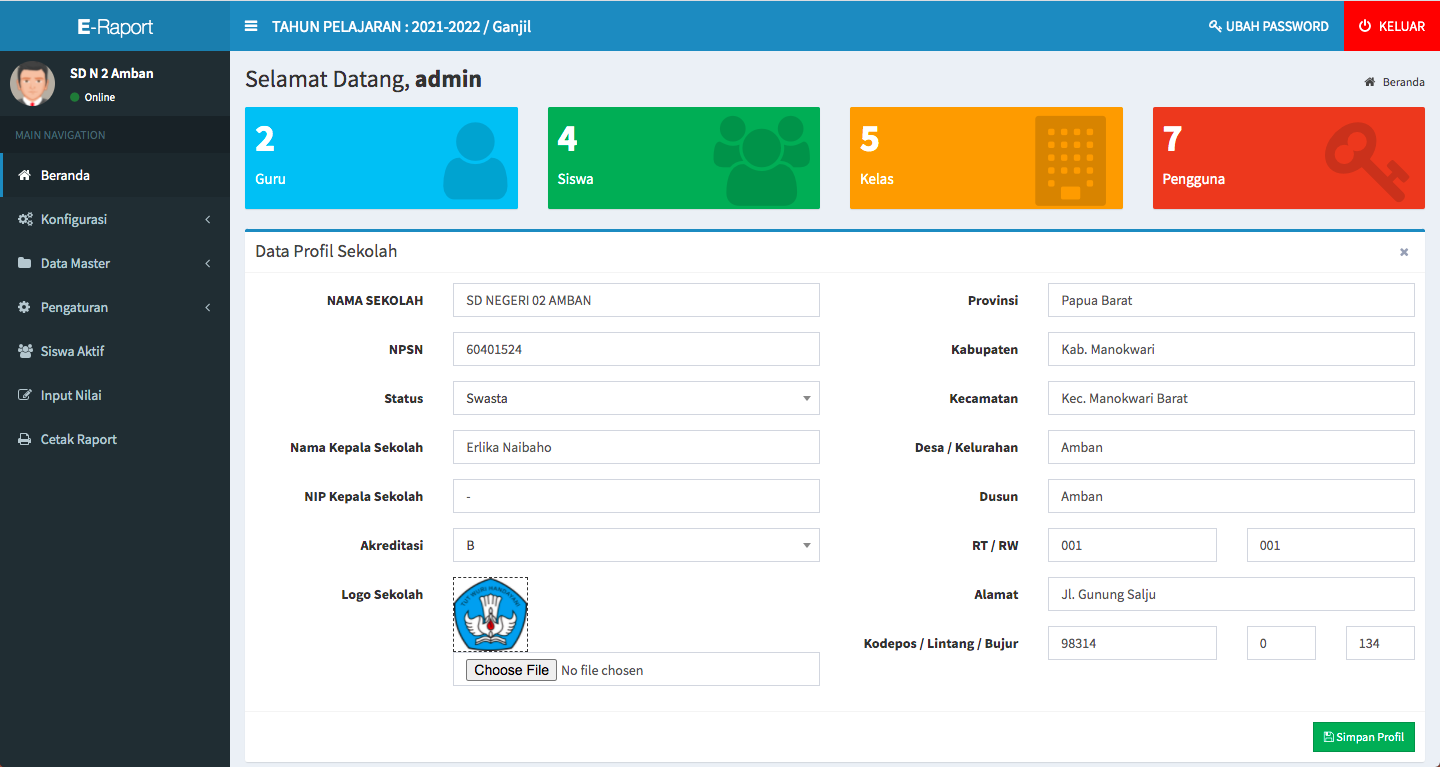 E-Raport
TAHUN PELAJARAN : 2021-2022 / Ganjil
UBAH PASSWORD
KELUAR
SD N 2 Amban
Online
MAIN NAVIGATION
Beranda
Konfigurasi
Data Master
Pengaturan
Siswa Aktif
Input Nilai
Cetak Raport
Selamat Datang, admin
Beranda
2
Guru
4
Siswa
5
Kelas
7
Pengguna
Data Profil Sekolah
NAMA SEKOLAH SD NEGERI 02 AMBAN
NPSN 60401524
Status Swasta
Nama Kepala Sekolah Erlika Naibaho
NIP Kepala Sekolah -
Akreditasi B
Logo Sekolah
TUT WURI HANDAYANI
Choose File No file chosen
Provinsi Papua Barat
Kabupaten Kab. Manokwari
Kecamatan Kec. Manokwari Barat
Desa / Kelurahan Amban
Dusun Amban
RT / RW 001 001
Alamat Jl. Gunung Salju
Kodepos / Lintang / Bujur 98314 0 134
Simpan Profil